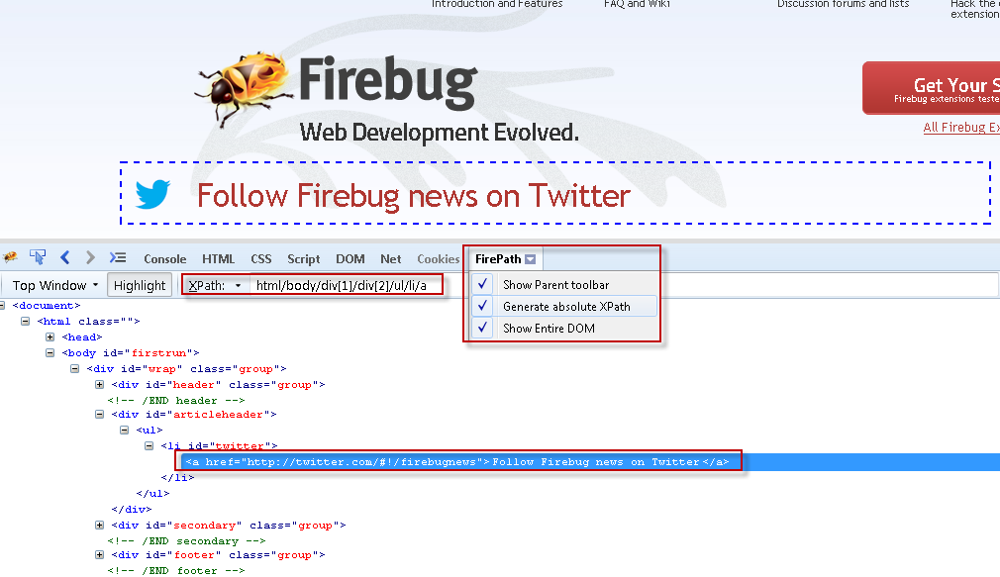 Introduction and Features FAQ and Wiki Discussion forums and lists Hack the
extension
Firebug
Web Development Evolved.
Get Your S
Firebug extensions teste
All Firebug Ex
Follow Firebug news on Twitter
Console HTML CSS Script DOM Net Cookies FirePath
Top Window Highlight XPath: html/body/div[1]/div[2]/ul/li/a
Show Parent toolbar
Generate absolute XPath
Show Entire DOM
<document>
<html class="">
<head>
<body id="firstrun">
<div id="wrap" class="group">
<div id="header" class="group">
<!-- /END header -->
<div id="articleheader">
<ul>
<li id="twitter">
<a href="http://twitter.com/#!/firebugnews">Follow Firebug news on Twitter</a>
</li>
</ul>
</div>
<div id="secondary" class="group">
<!-- /END secondary -->
<div id="footer" class="group">
<!-- /END footer -->